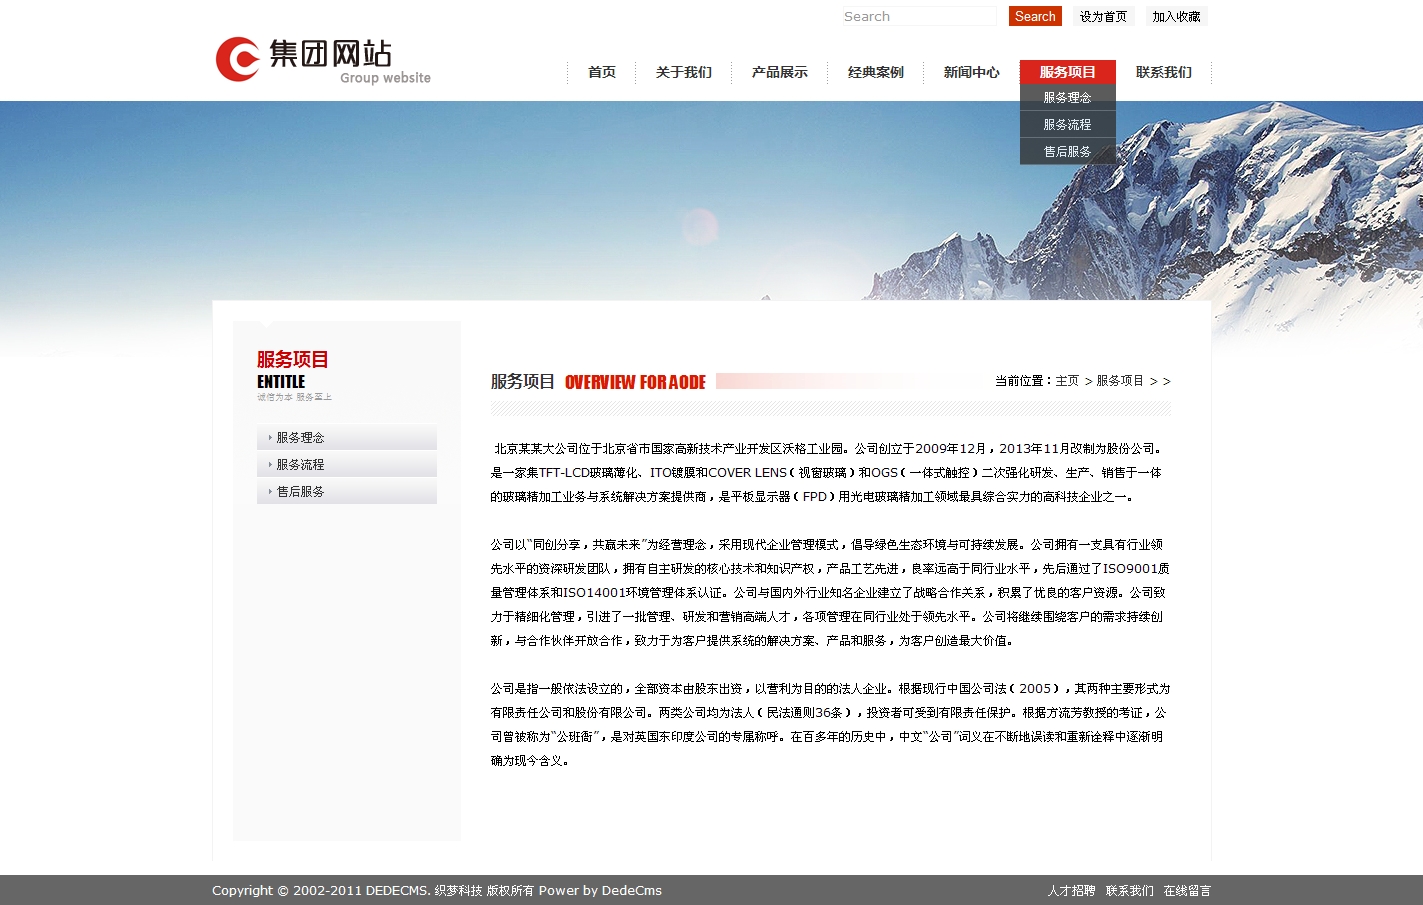 Search
Search
设为首页
加入收藏
集团网站
Group website
首页
关于我们
产品展示
经典案例
新闻中心
服务项目
联系我们
服务理念
服务流程
售后服务
服务项目
ENTITLE
诚信为本 服务至上
服务理念
服务流程
售后服务
服务项目 OVERVIEW FOR AODE
当前位置：主页 > 服务项目 > >
北京某某大公司位于北京省市国家高新技术产业开发区沃格工业园。公司创立于2009年12月，2013年11月改制为股份公司。
是一家集TFT-LCD玻璃薄化、ITO镀膜和COVER LENS（视窗玻璃）和OGS（一体式触控）二次强化研发、生产、销售于一体
的玻璃精加工业务与系统解决方案提供商，是平板显示器（FPD）用光电玻璃精加工领域最具综合实力的高科技企业之一。
公司以“同创分享，共赢未来”为经营理念，采用现代企业管理模式，倡导绿色生态环境与可持续发展。公司拥有一支具有行业领
先水平的资深研发团队，拥有自主研发的核心技术和知识产权，产品工艺先进，良率远高于同行业水平，先后通过了ISO9001质
量管理体系和ISO14001环境管理体系认证。公司与国内外行业知名企业建立了战略合作关系，积累了优良的客户资源。公司致
力于精细化管理，引进了一批管理、研发和营销高端人才，各项管理在同行业处于领先水平。公司将继续围绕客户的需求持续创
新，与合作伙伴开放合作，致力于为客户提供系统的解决方案、产品和服务，为客户创造最大价值。
公司是指一般依法设立的，全部资本由股东出资，以营利为目的的法人企业。根据现行中国公司法（2005），其两种主要形式为
有限责任公司和股份有限公司。两类公司均为法人（民法通则36条），投资者可受到有限责任保护。根据方流芳教授的考证，公
司曾被称为“公班衙”，是对英国东印度公司的专属称呼。在百多年的历史中，中文“公司”词义在不断地误读和重新诠释中逐渐明
确为现今含义。
Copyright © 2002-2011 DEDECMS. 织梦科技 版权所有 Power by DedeCms
人才招聘 联系我们 在线留言